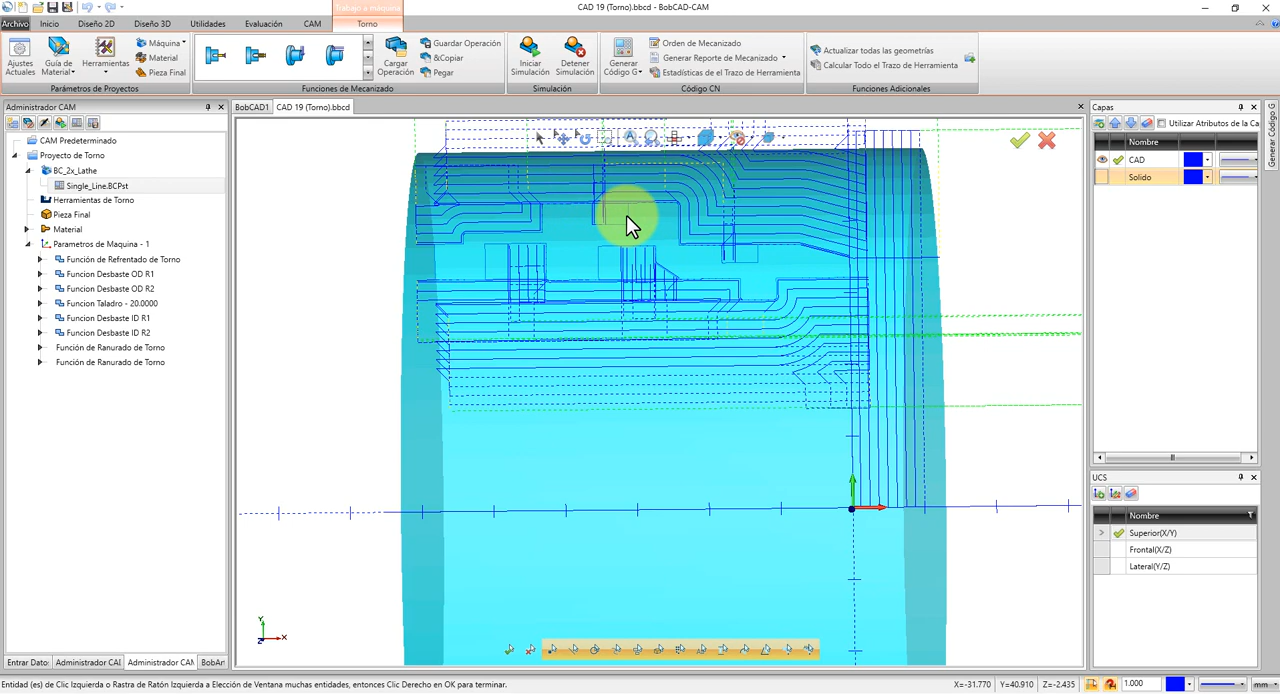 CAD 19 (Torno).bbcd
Trabajo a máquina
Archivo Inicio Diseño 2D Diseño 3D Utilidades Evaluación CAM Torno
Ajustes Actuales
Guía de Material
Herramientas
Máquina
Material
Pieza Final
Cargar Operación
Guardar Operación
&Copiar
Pegar
Iniciar Simulación
Detener Simulación
Generar Código G
Orden de Mecanizado
Generar Reporte de Mecanizado
Estadísticas de el Trazo de Herramienta
Actualizar todas las geometrías
Calcular Todo el Trazo de Herramienta
Parámetros de Proyectos
Funciones de Mecanizado
Simulación
Código CN
Funciones Adicionales
Administrador CAM
CAM Predeterminado
Proyecto de Torno
BC_2x_Lathe
Single_Line.BCPst
Herramientas de Torno
Pieza Final
Material
Parametros de Maquina - 1
Función de Refrentado de Torno
Funcion Desbaste OD R1
Funcion Desbaste OD R2
Funcion Taladro - 20.0000
Funcion Desbaste ID R1
Funcion Desbaste ID R2
Función de Ranurado de Torno
Función de Ranurado de Torno
Entrar Dato
Administrador CAI
Administrador CAM
BobArt
BobCAD1
CAD 19 (Torno).bbcd
Y
X
Z
Capas
Utilizar Atributos de la Ca
Nombre
CAD
Solido
UCS
Nombre
Superior(X/Y)
Frontal(X/Z)
Lateral(Y/Z)
Generar Código G
Entidad (es) de Clic Izquierda o Rastra de Ratón Izquierda a Elección de Ventana muchas entidades, entonces Clic Derecho en OK para terminar.
X=-31.770 Y=40.910 Z=-2.435 1.000 mm